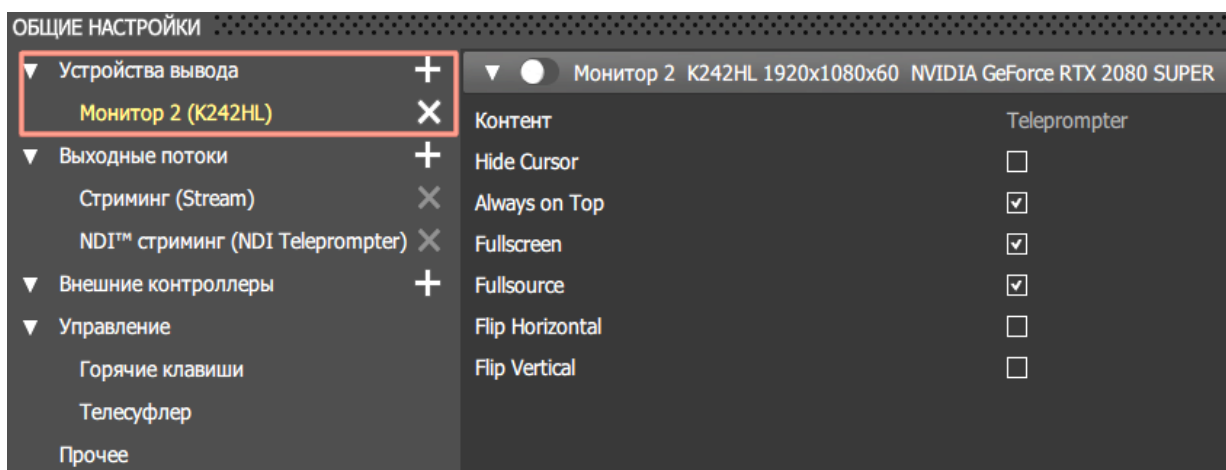 ОБЩИЕ НАСТРОЙКИ
Устройства вывода
Монитор 2 (K242HL)
Выходные потоки
Стриминг (Stream)
NDI™ стриминг (NDI Teleprompter)
Внешние контроллеры
Управление
Горячие клавиши
Телесуфлер
Прочее
Монитор 2 K242HL 1920x1080x60 NVIDIA GeForce RTX 2080 SUPER
Контент Teleprompter
Hide Cursor
Always on Top
Fullscreen
Fullsource
Flip Horizontal
Flip Vertical